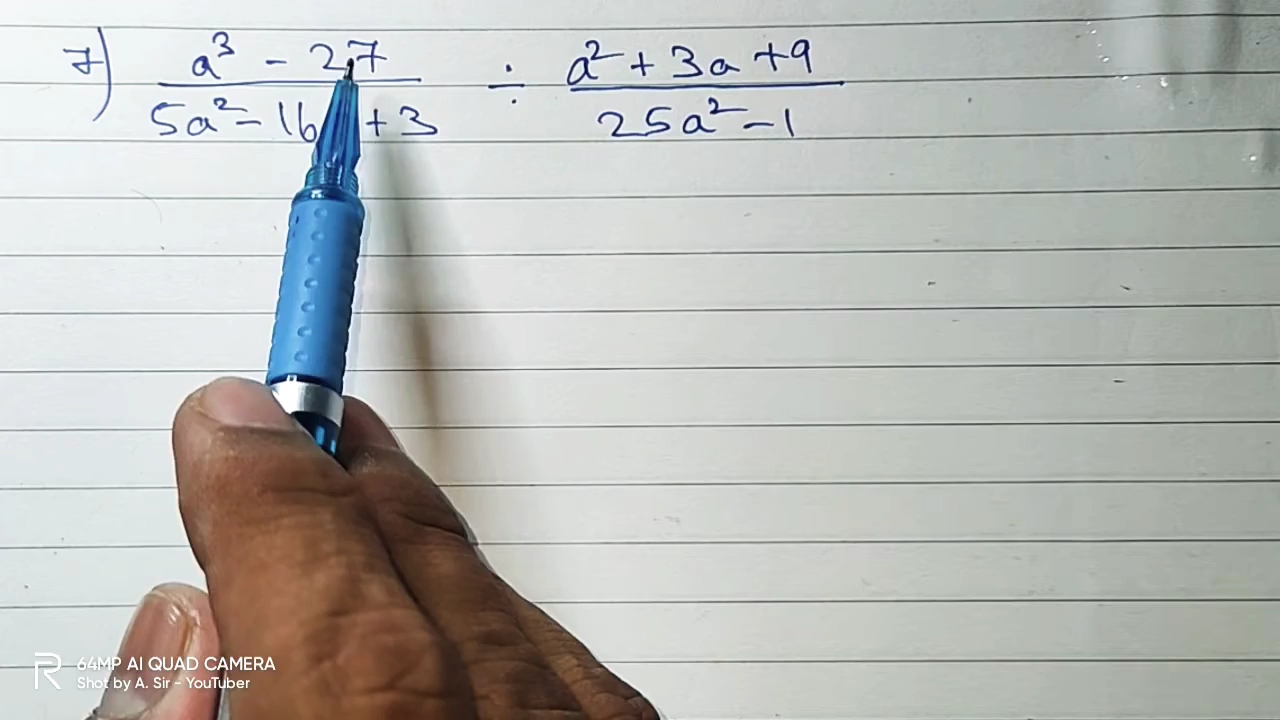 7) a³ - 27 / 5a² - 16 + 3 ÷ a² + 3a + 9 / 25a² - 1
R 64MP AI QUAD CAMERA
Shot by A. Sir - YouTuber